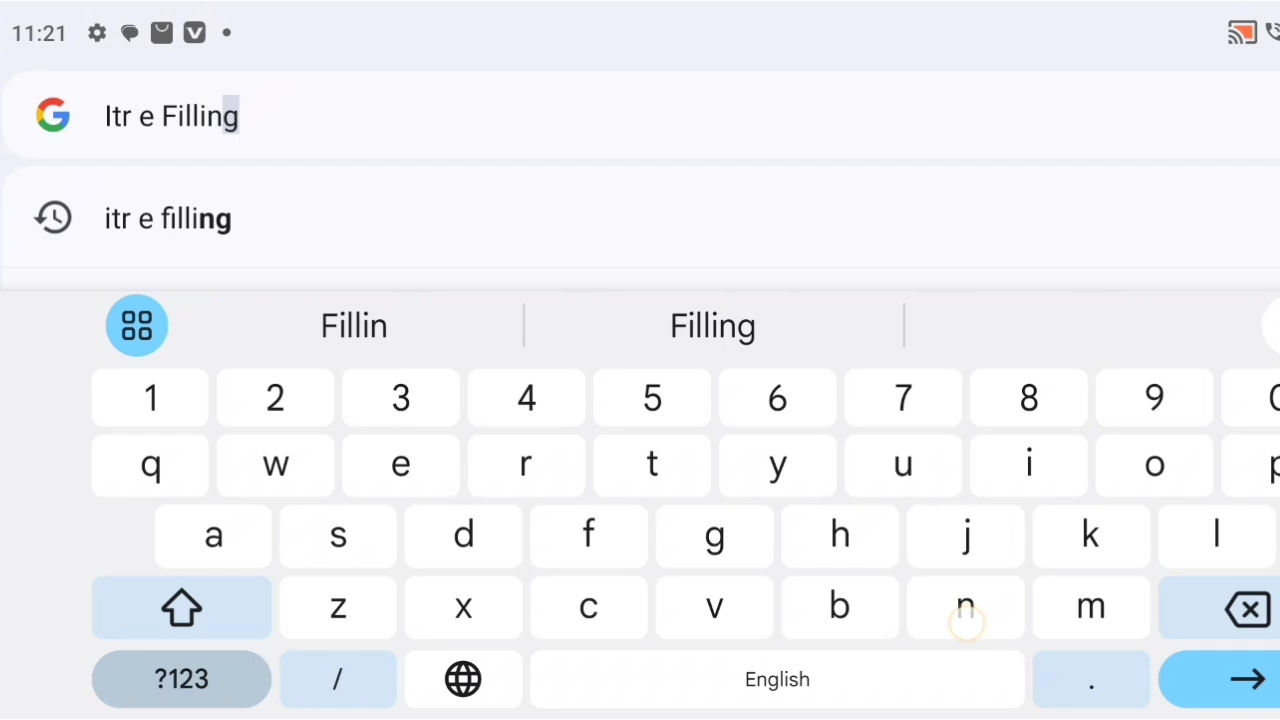 11:21
Itr e Filling
itr e filling
Fillin Filling
1 2 3 4 5 6 7 8 9
q w e r t y u i o p
a s d f g h j k l
z x c v b n m
?123 / English .